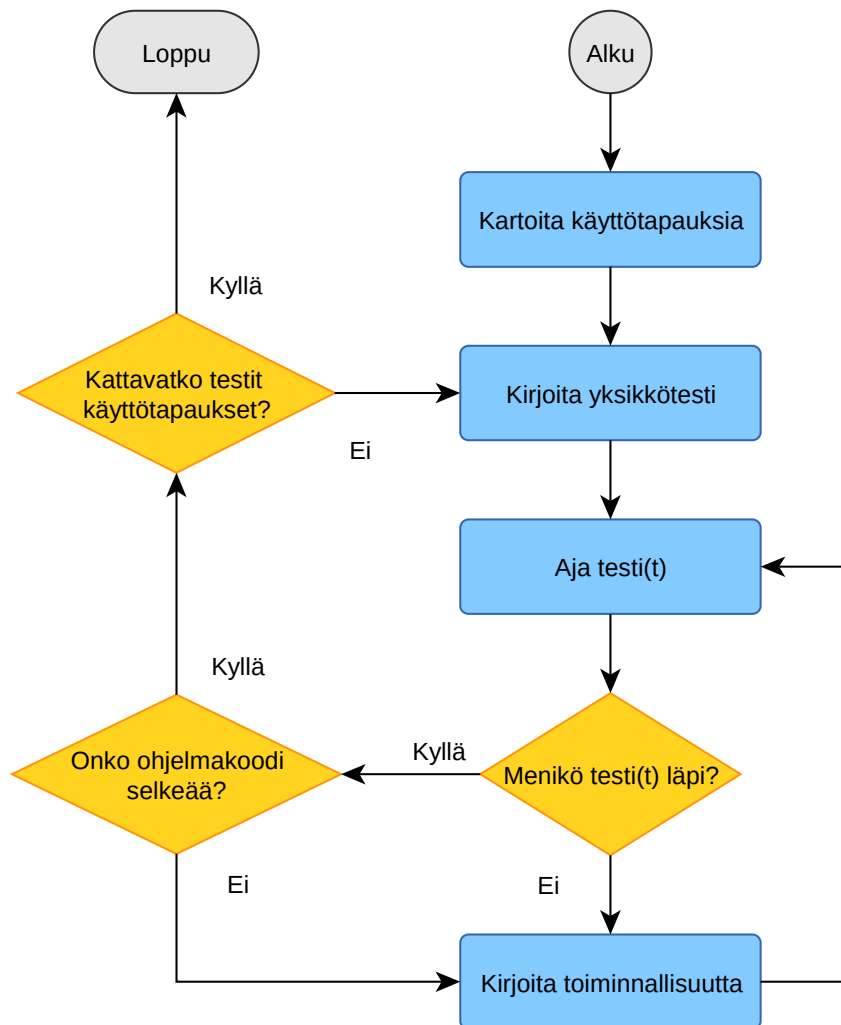 Loppu
Alku
Kartoita käyttötapauksia
Kyllä
Kattavatko testit
käyttötapaukset?
Kirjoita yksikkötesti
Ei
Aja testi(t)
Kyllä
Onko ohjelmakoodi
selkeää?
Kyllä
Menikö testi(t) läpi?
Ei
Ei
Kirjoita toiminnallisuutta